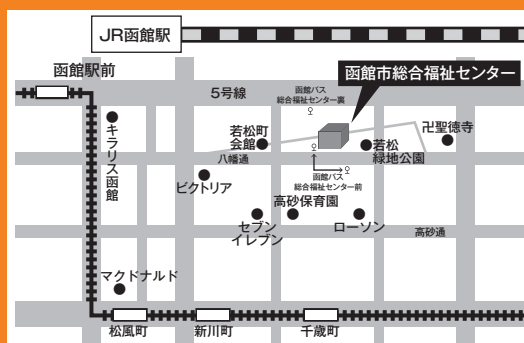 JR函館駅
函館駅前
函館市総合福祉センター
5号線
函館バス
総合福祉センター裏
キラリス函館
若松町
会館
八幡通
若松
緑地公園
卍聖徳寺
函館バス
総合福祉センター前
ビクトリア
高砂保育園
セブン
イレブン
ローソン
高砂通
マクドナルド
松風町
新川町
千歳町